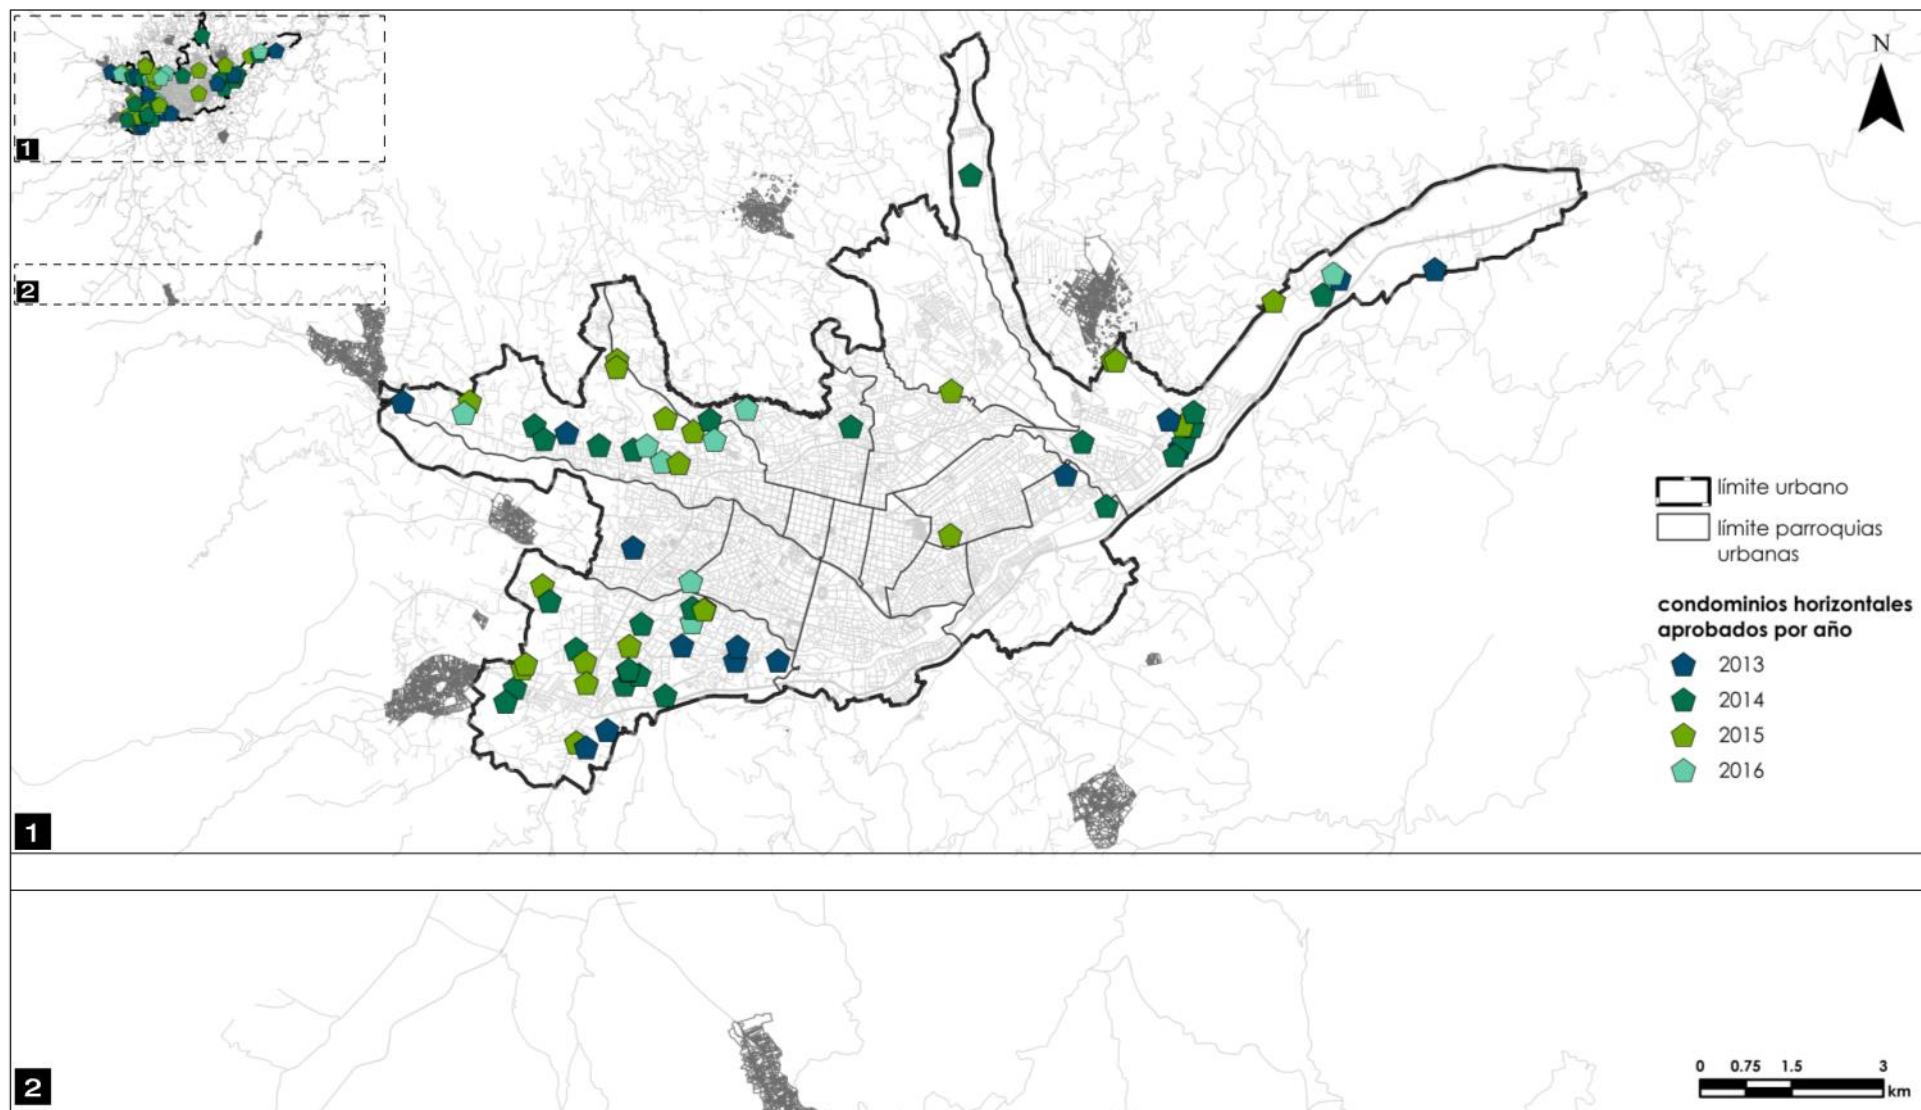 1
2
N
límite urbano
límite parroquias
urbanas
condominios horizontales
aprobados por año
2013
2014
2015
2016
1
2
0 0.75 1.5 3
km